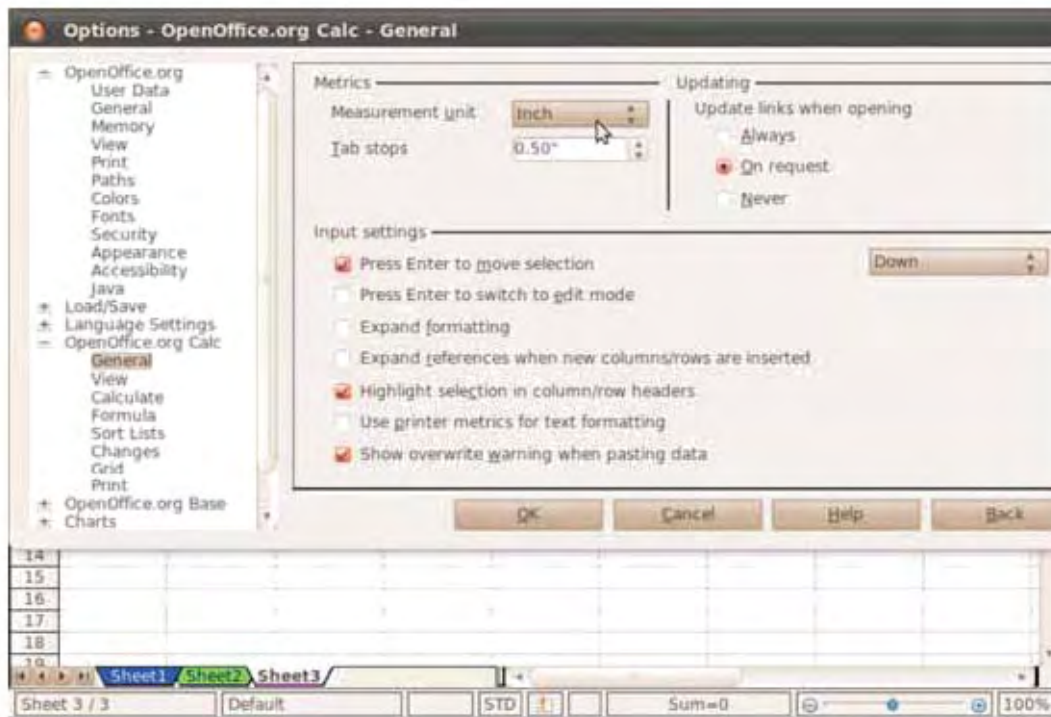 Options - OpenOffice.org Calc - General
OpenOffice.org
User Data
General
Memory
View
Print
Paths
Colors
Fonts
Security
Appearance
Accessibility
Java
Load/Save
Language Settings
OpenOffice.org Calc
General
View
Calculate
Formula
Sort Lists
Changes
Grid
Print
OpenOffice.org Base
Charts
Metrics
Measurement unit Inch
Tab stops 0.50"
Updating
Update links when opening
Always
On request
Never
Input settings
Press Enter to move selection Down
Press Enter to switch to edit mode
Expand formatting
Expand references when new columns/rows are inserted
Highlight selection in column/row headers
Use printer metrics for text formatting
Show overwrite warning when pasting data
OK Cancel Help Back
14
15
16
17
18
19
Sheet1 Sheet2 Sheet3
Sheet 3 / 3 Default STD Sum=0 100%